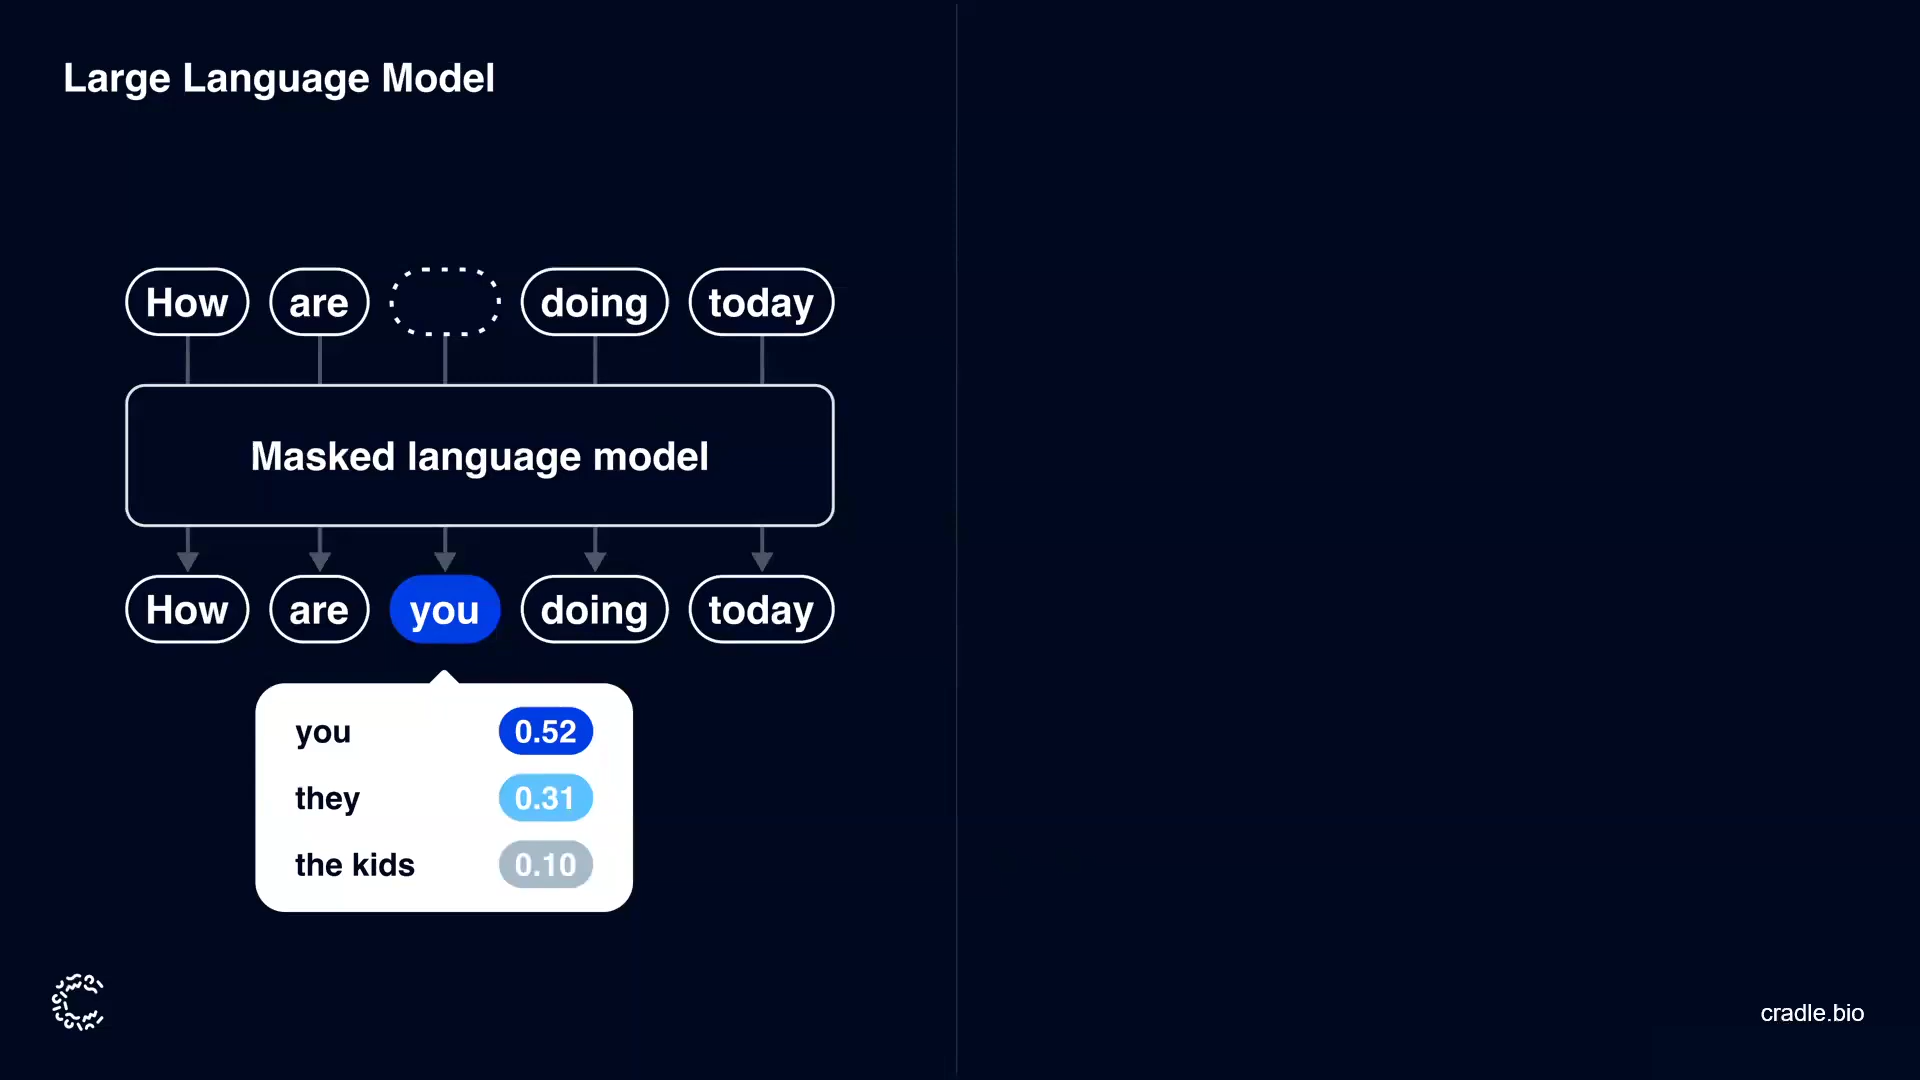 Large Language Model
How are doing today
Masked language model
How are you doing today
you 0.52
they 0.31
the kids 0.10
cradle.bio